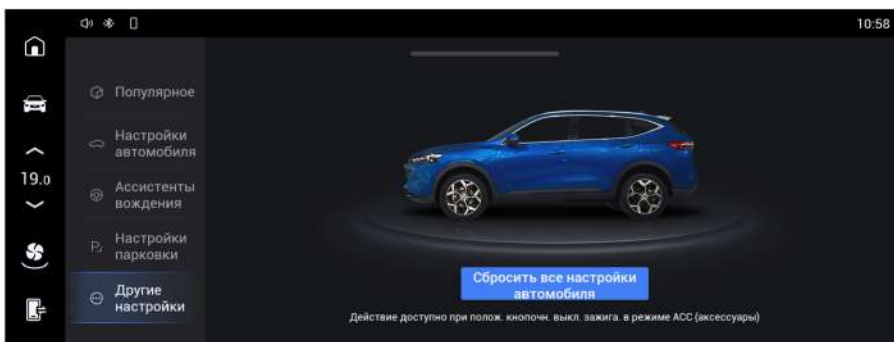 10:58
19.0
Популярное
Настройки
автомобиля
Ассистенты
вождения
Настройки
парковки
Другие
настройки
Сбросить все настройки
автомобиля
Действие доступно при полож. кнопочн. выкл. зажига. в режиме ACC (аксессуары)